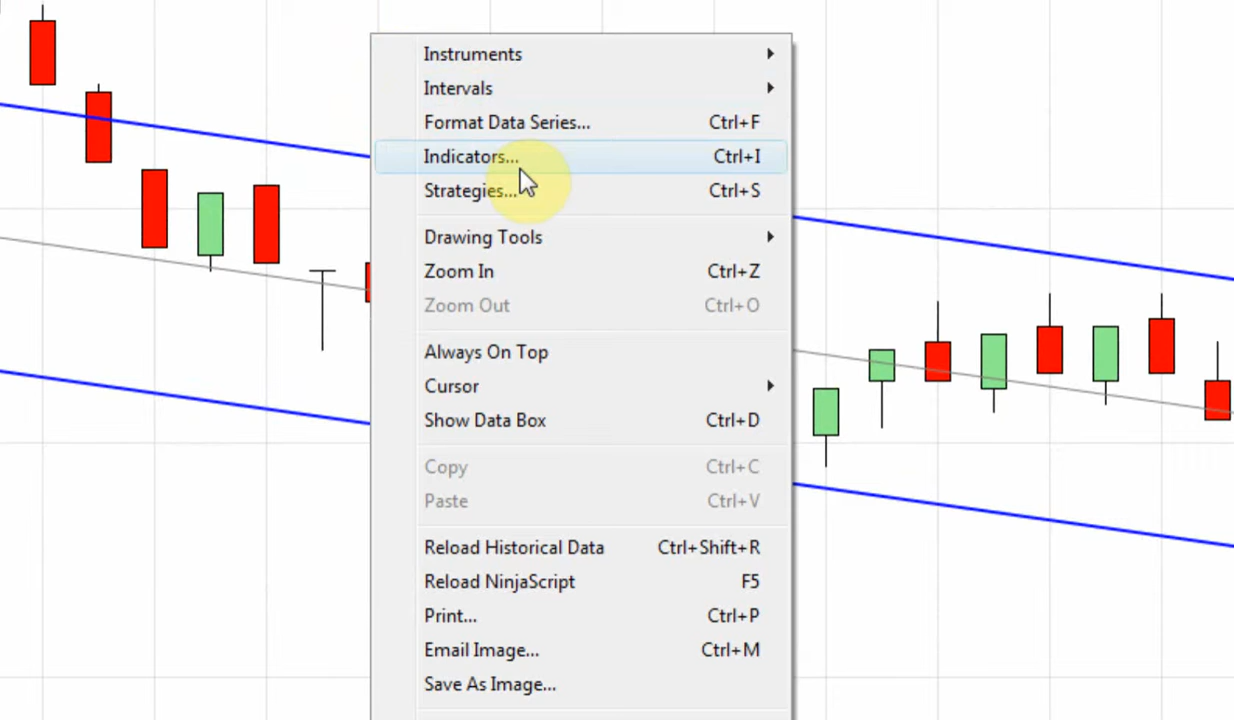 Instruments
Intervals
Format Data Series... Ctrl+F
Indicators... Ctrl+I
Strategies... Ctrl+S
Drawing Tools
Zoom In Ctrl+Z
Zoom Out Ctrl+O
Always On Top
Cursor
Show Data Box Ctrl+D
Copy Ctrl+C
Paste Ctrl+V
Reload Historical Data Ctrl+Shift+R
Reload NinjaScript F5
Print... Ctrl+P
Email Image... Ctrl+M
Save As Image...